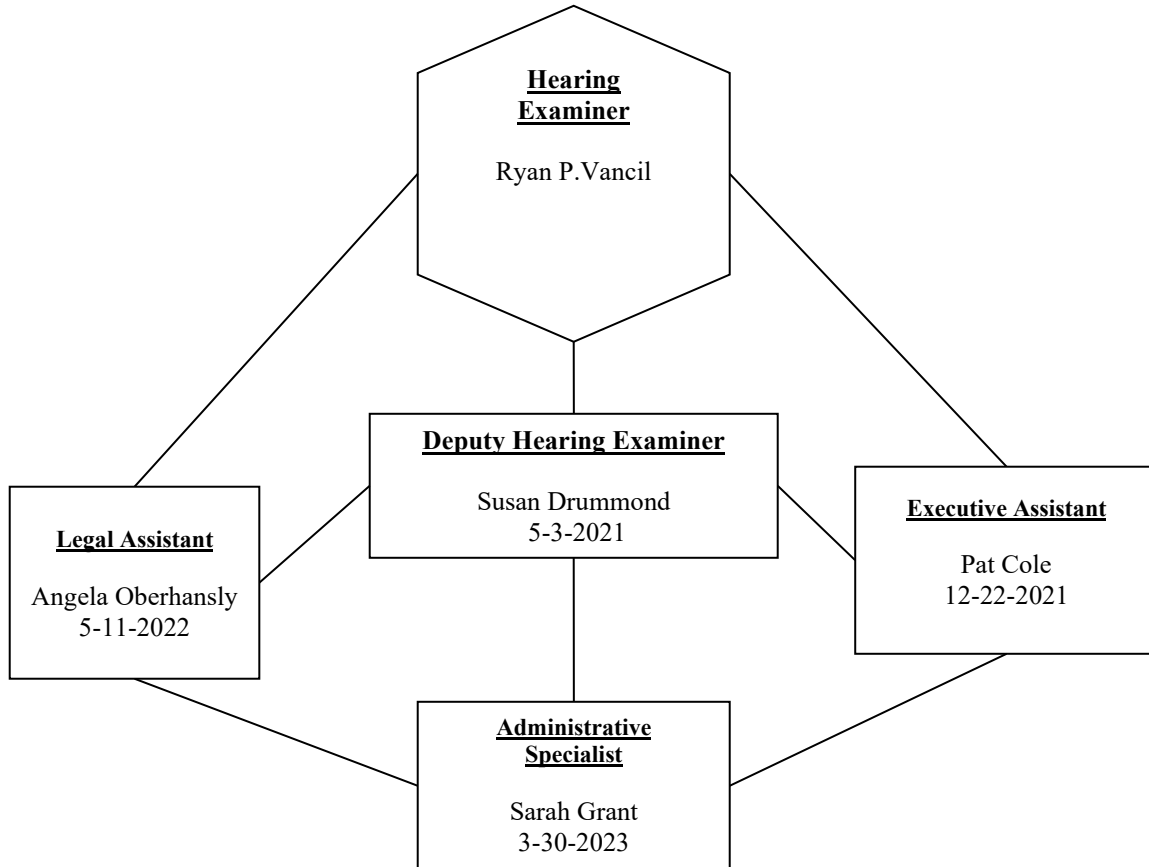 Hearing
Examiner
Ryan P.Vancil
Deputy Hearing Examiner
Susan Drummond
5-3-2021
Legal Assistant
Angela Oberhansly
5-11-2022
Executive Assistant
Pat Cole
12-22-2021
Administrative
Specialist
Sarah Grant
3-30-2023